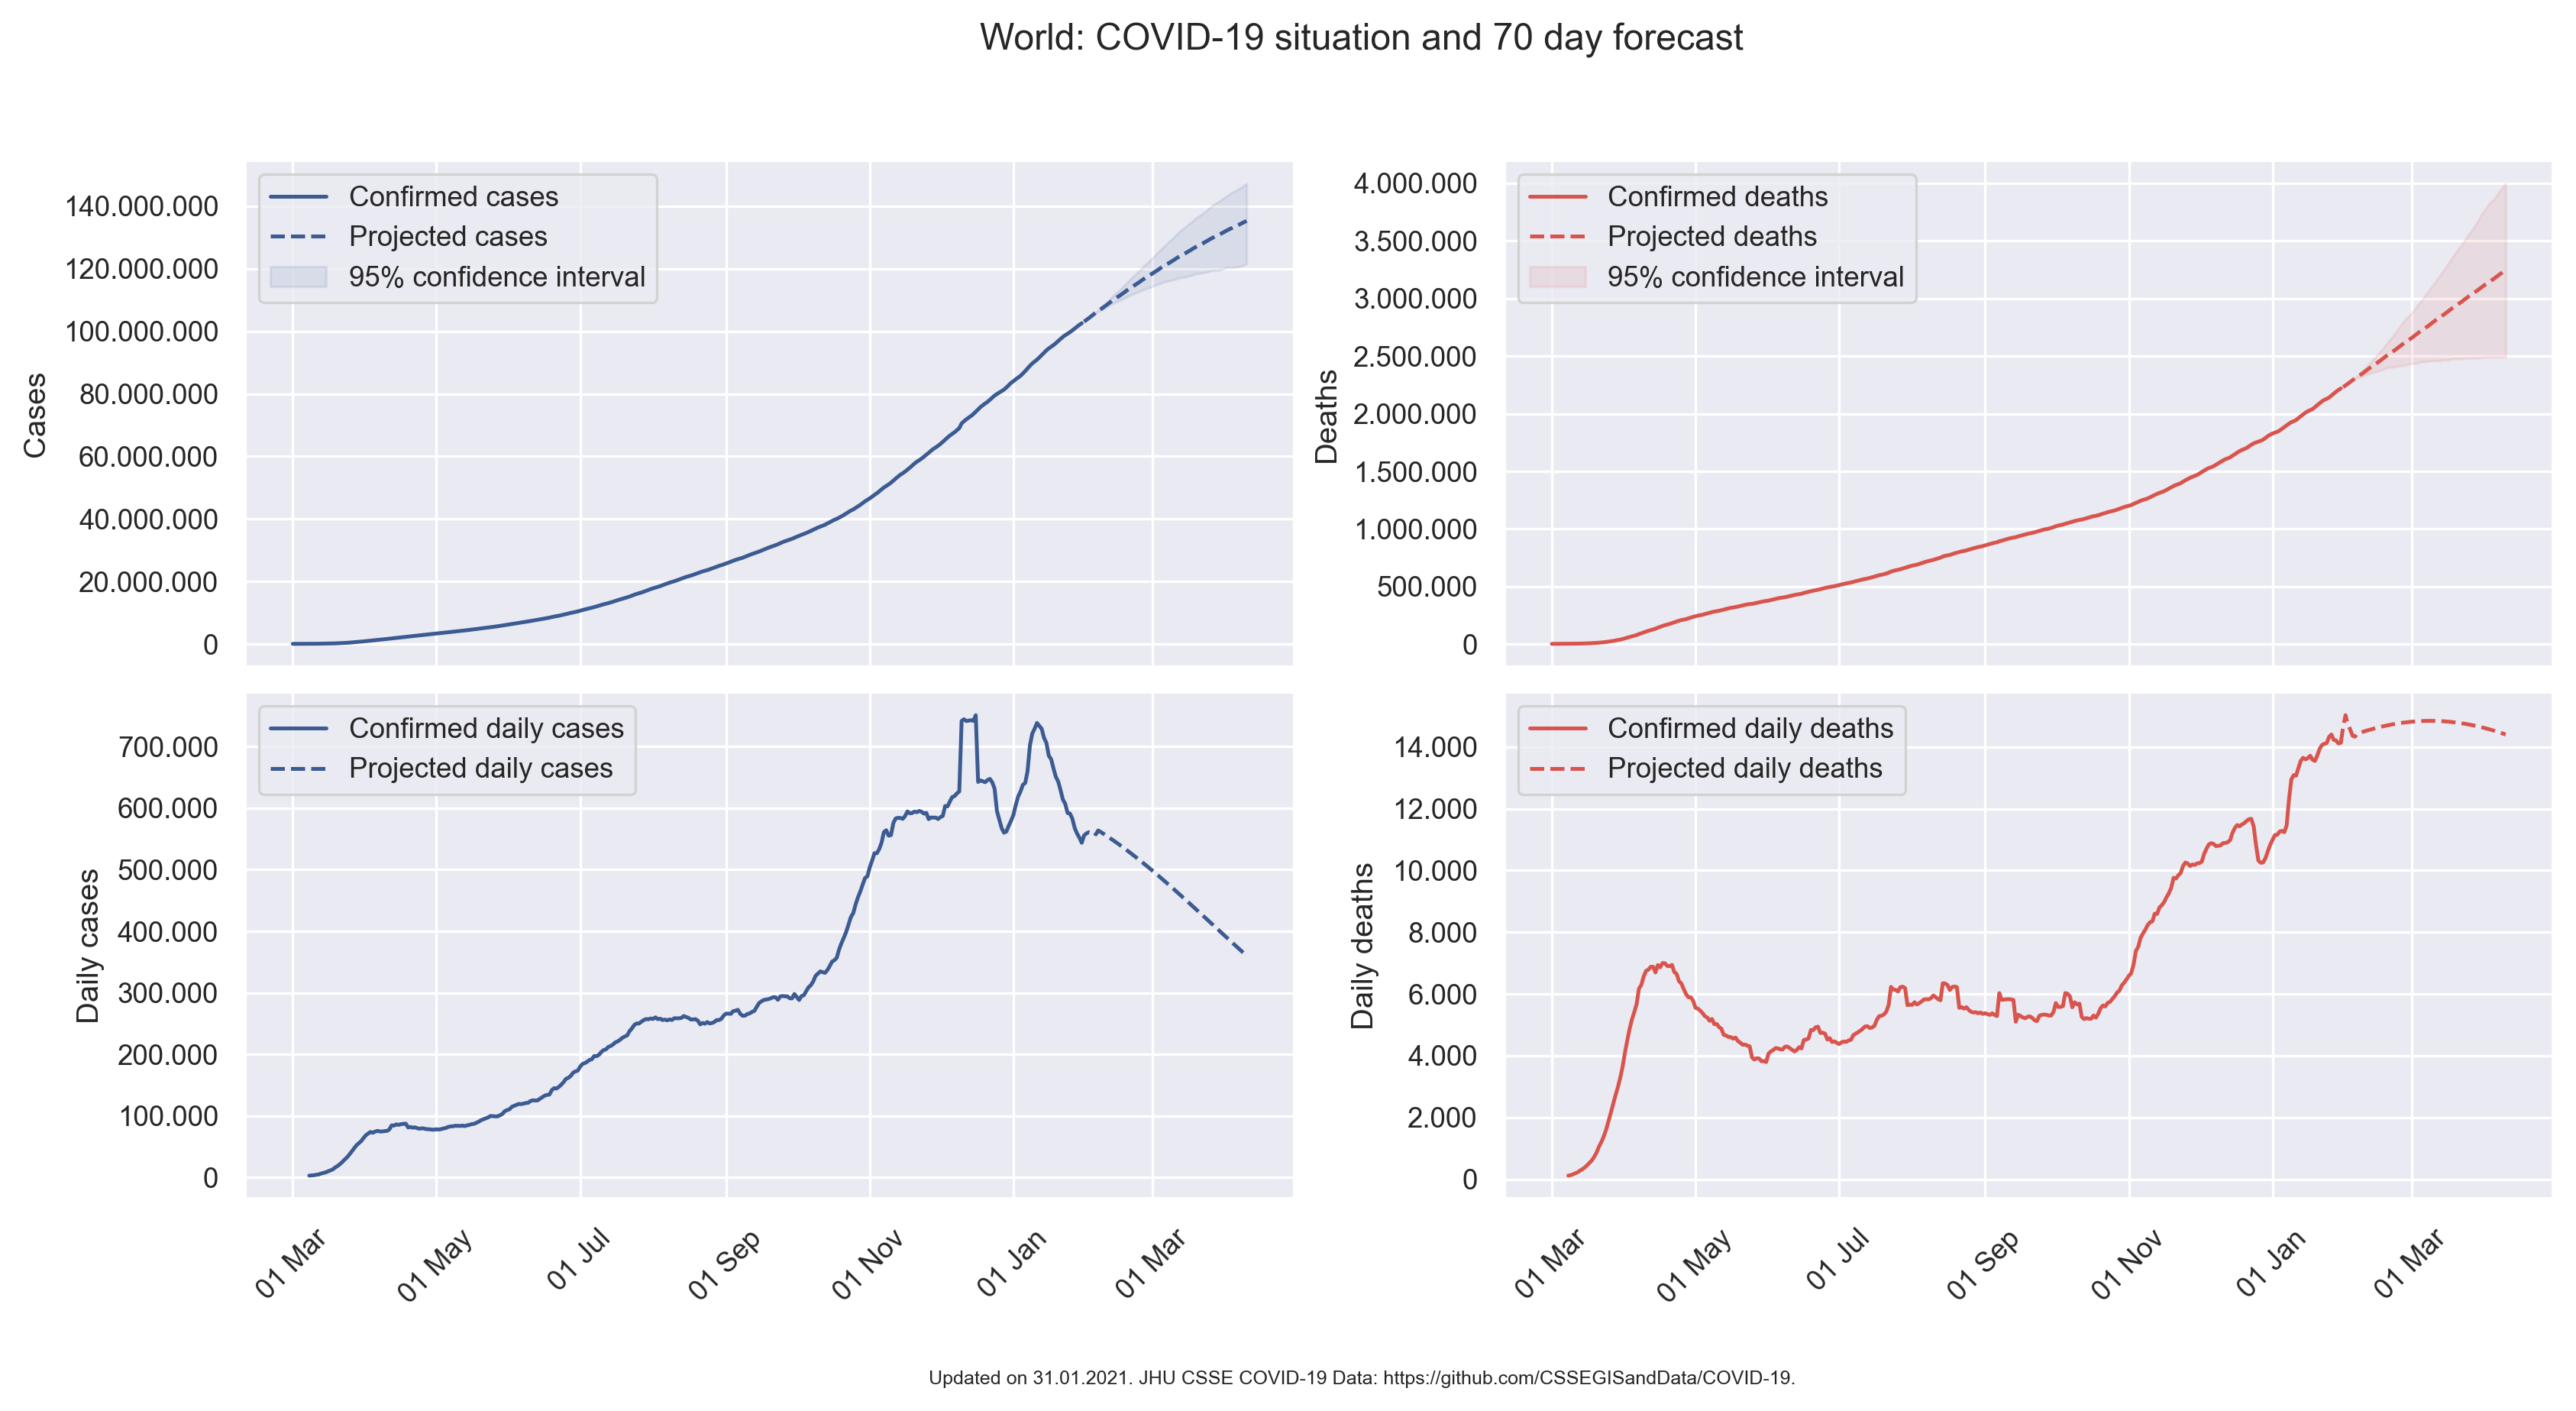 World: COVID-19 situation and 70 day forecast
Cases
140.000.000
120.000.000
100.000.000
80.000.000
60.000.000
40.000.000
20.000.000
0
Confirmed cases
Projected cases
95% confidence interval
Deaths
4.000.000
3.500.000
3.000.000
2.500.000
2.000.000
1.500.000
1.000.000
500.000
0
Confirmed deaths
Projected deaths
95% confidence interval
Daily cases
700.000
600.000
500.000
400.000
300.000
200.000
100.000
0
Confirmed daily cases
Projected daily cases
01 Mar
01 May
01 Jul
01 Sep
01 Nov
01 Jan
01 Mar
Daily deaths
14.000
12.000
10.000
8.000
6.000
4.000
2.000
0
Confirmed daily deaths
Projected daily deaths
01 Mar
01 May
01 Jul
01 Sep
01 Nov
01 Jan
01 Mar
Updated on 31.01.2021. JHU CSSE COVID-19 Data: https://github.com/CSSEGISandData/COVID-19.